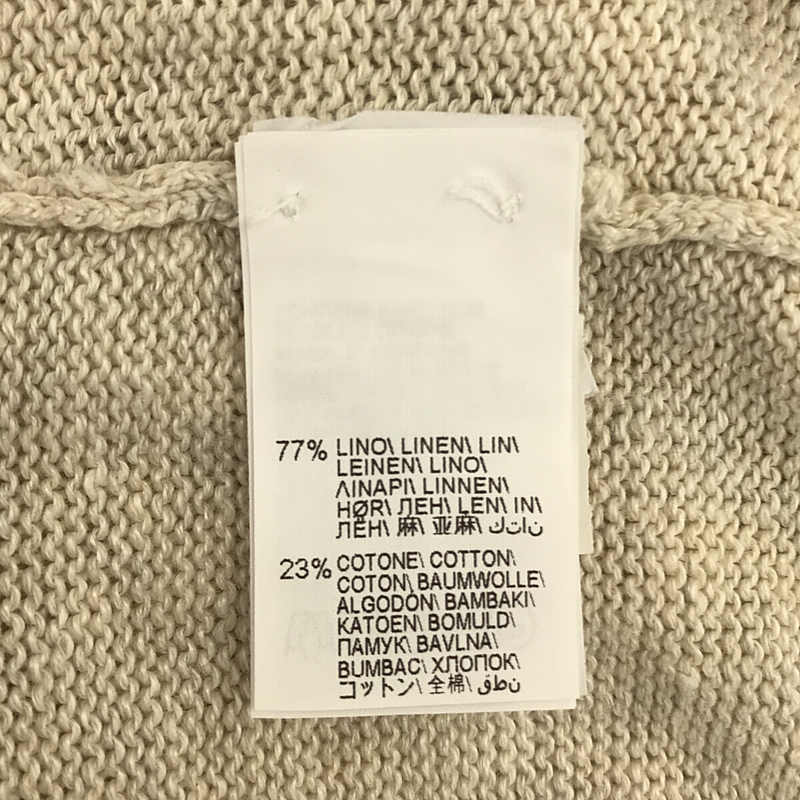 77% LINO\ LINEN\ LIN\
LEINEN\ LINO\
ΛΙΝΑΡΙ\ LINNEN\
HØR\ ЛЕН\ LEN\ IN\
ЛЁН\ 麻\ 亚麻\ كتان
23% COTONE\ COTTON\
COTON\ BAUMWOLLE\
ALGODÓN\ BAMBAKI\
KATOEN\ BOMULD\
ПАМУК\ BAVLNA\
BUMBAC\ ХЛОПОК\
コットン\ 全棉\ قطن